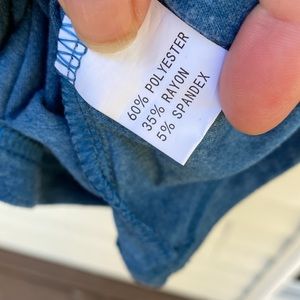 60% POLYESTER
35% RAYON
5% SPANDEX